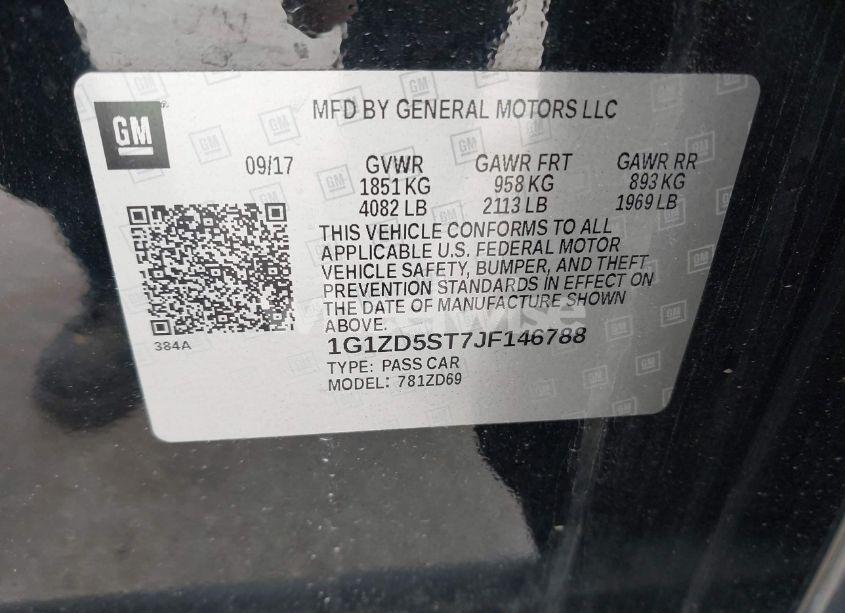 GM
MFD BY GENERAL MOTORS LLC
09/17 GVWR GAWR FRT GAWR RR
1851 KG 958 KG 893 KG
4082 LB 2113 LB 1969 LB
THIS VEHICLE CONFORMS TO ALL
APPLICABLE U.S. FEDERAL MOTOR
VEHICLE SAFETY, BUMPER, AND THEFT
PREVENTION STANDARDS IN EFFECT ON
THE DATE OF MANUFACTURE SHOWN
ABOVE.
384A
1G1ZD5ST7JF146788
TYPE: PASS CAR
MODEL: 781ZD69